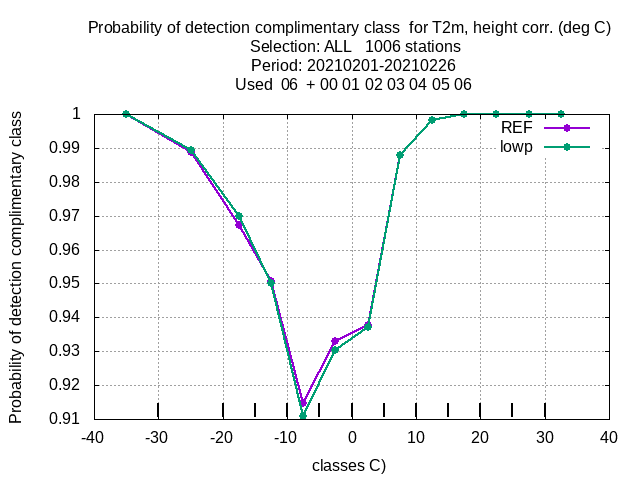 Probability of detection complimentary class  for T2m, height corr. (deg C)
Selection: ALL   1006 stations
Period: 20210201-20210226
Used  06  + 00 01 02 03 04 05 06
Probability of detection complimentary class
1
0.99
0.98
0.97
0.96
0.95
0.94
0.93
0.92
0.91
REF
lowp
-40 -30 -20 -10 0 10 20 30 40
classes C)